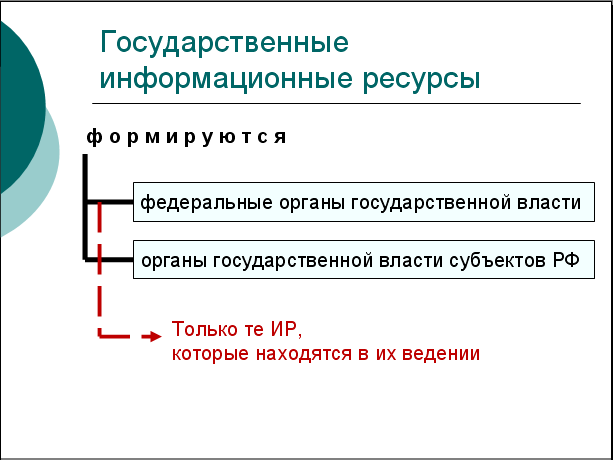 Государственные
информационные ресурсы
ф о р м и р у ю т с я
федеральные органы государственной власти
органы государственной власти субъектов РФ
Только те ИР,
которые находятся в их ведении